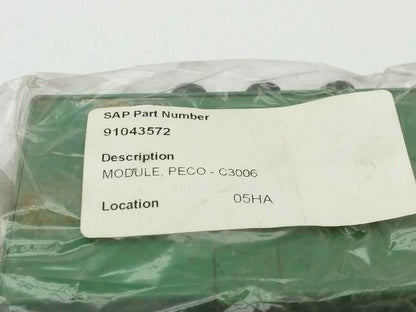 SAP Part Number
91043572
Description
MODULE, PECO - C3006
Location 05HA